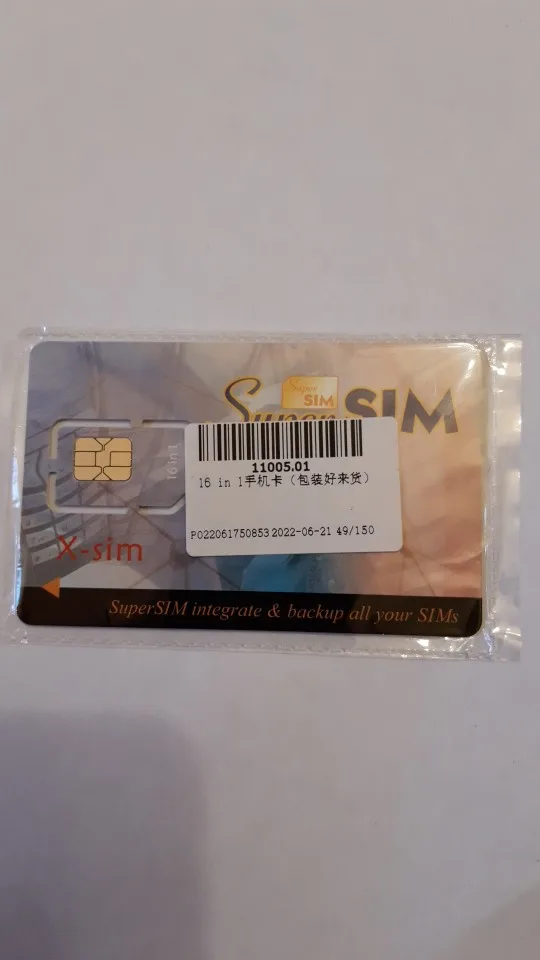 Super
SIM
Super SIM
16 in 1
11005.01
16 in 1手机卡（包装好来货）
PO22061750853 2022-06-21 49/150
X-sim
SuperSIM integrate & backup all your SIMs